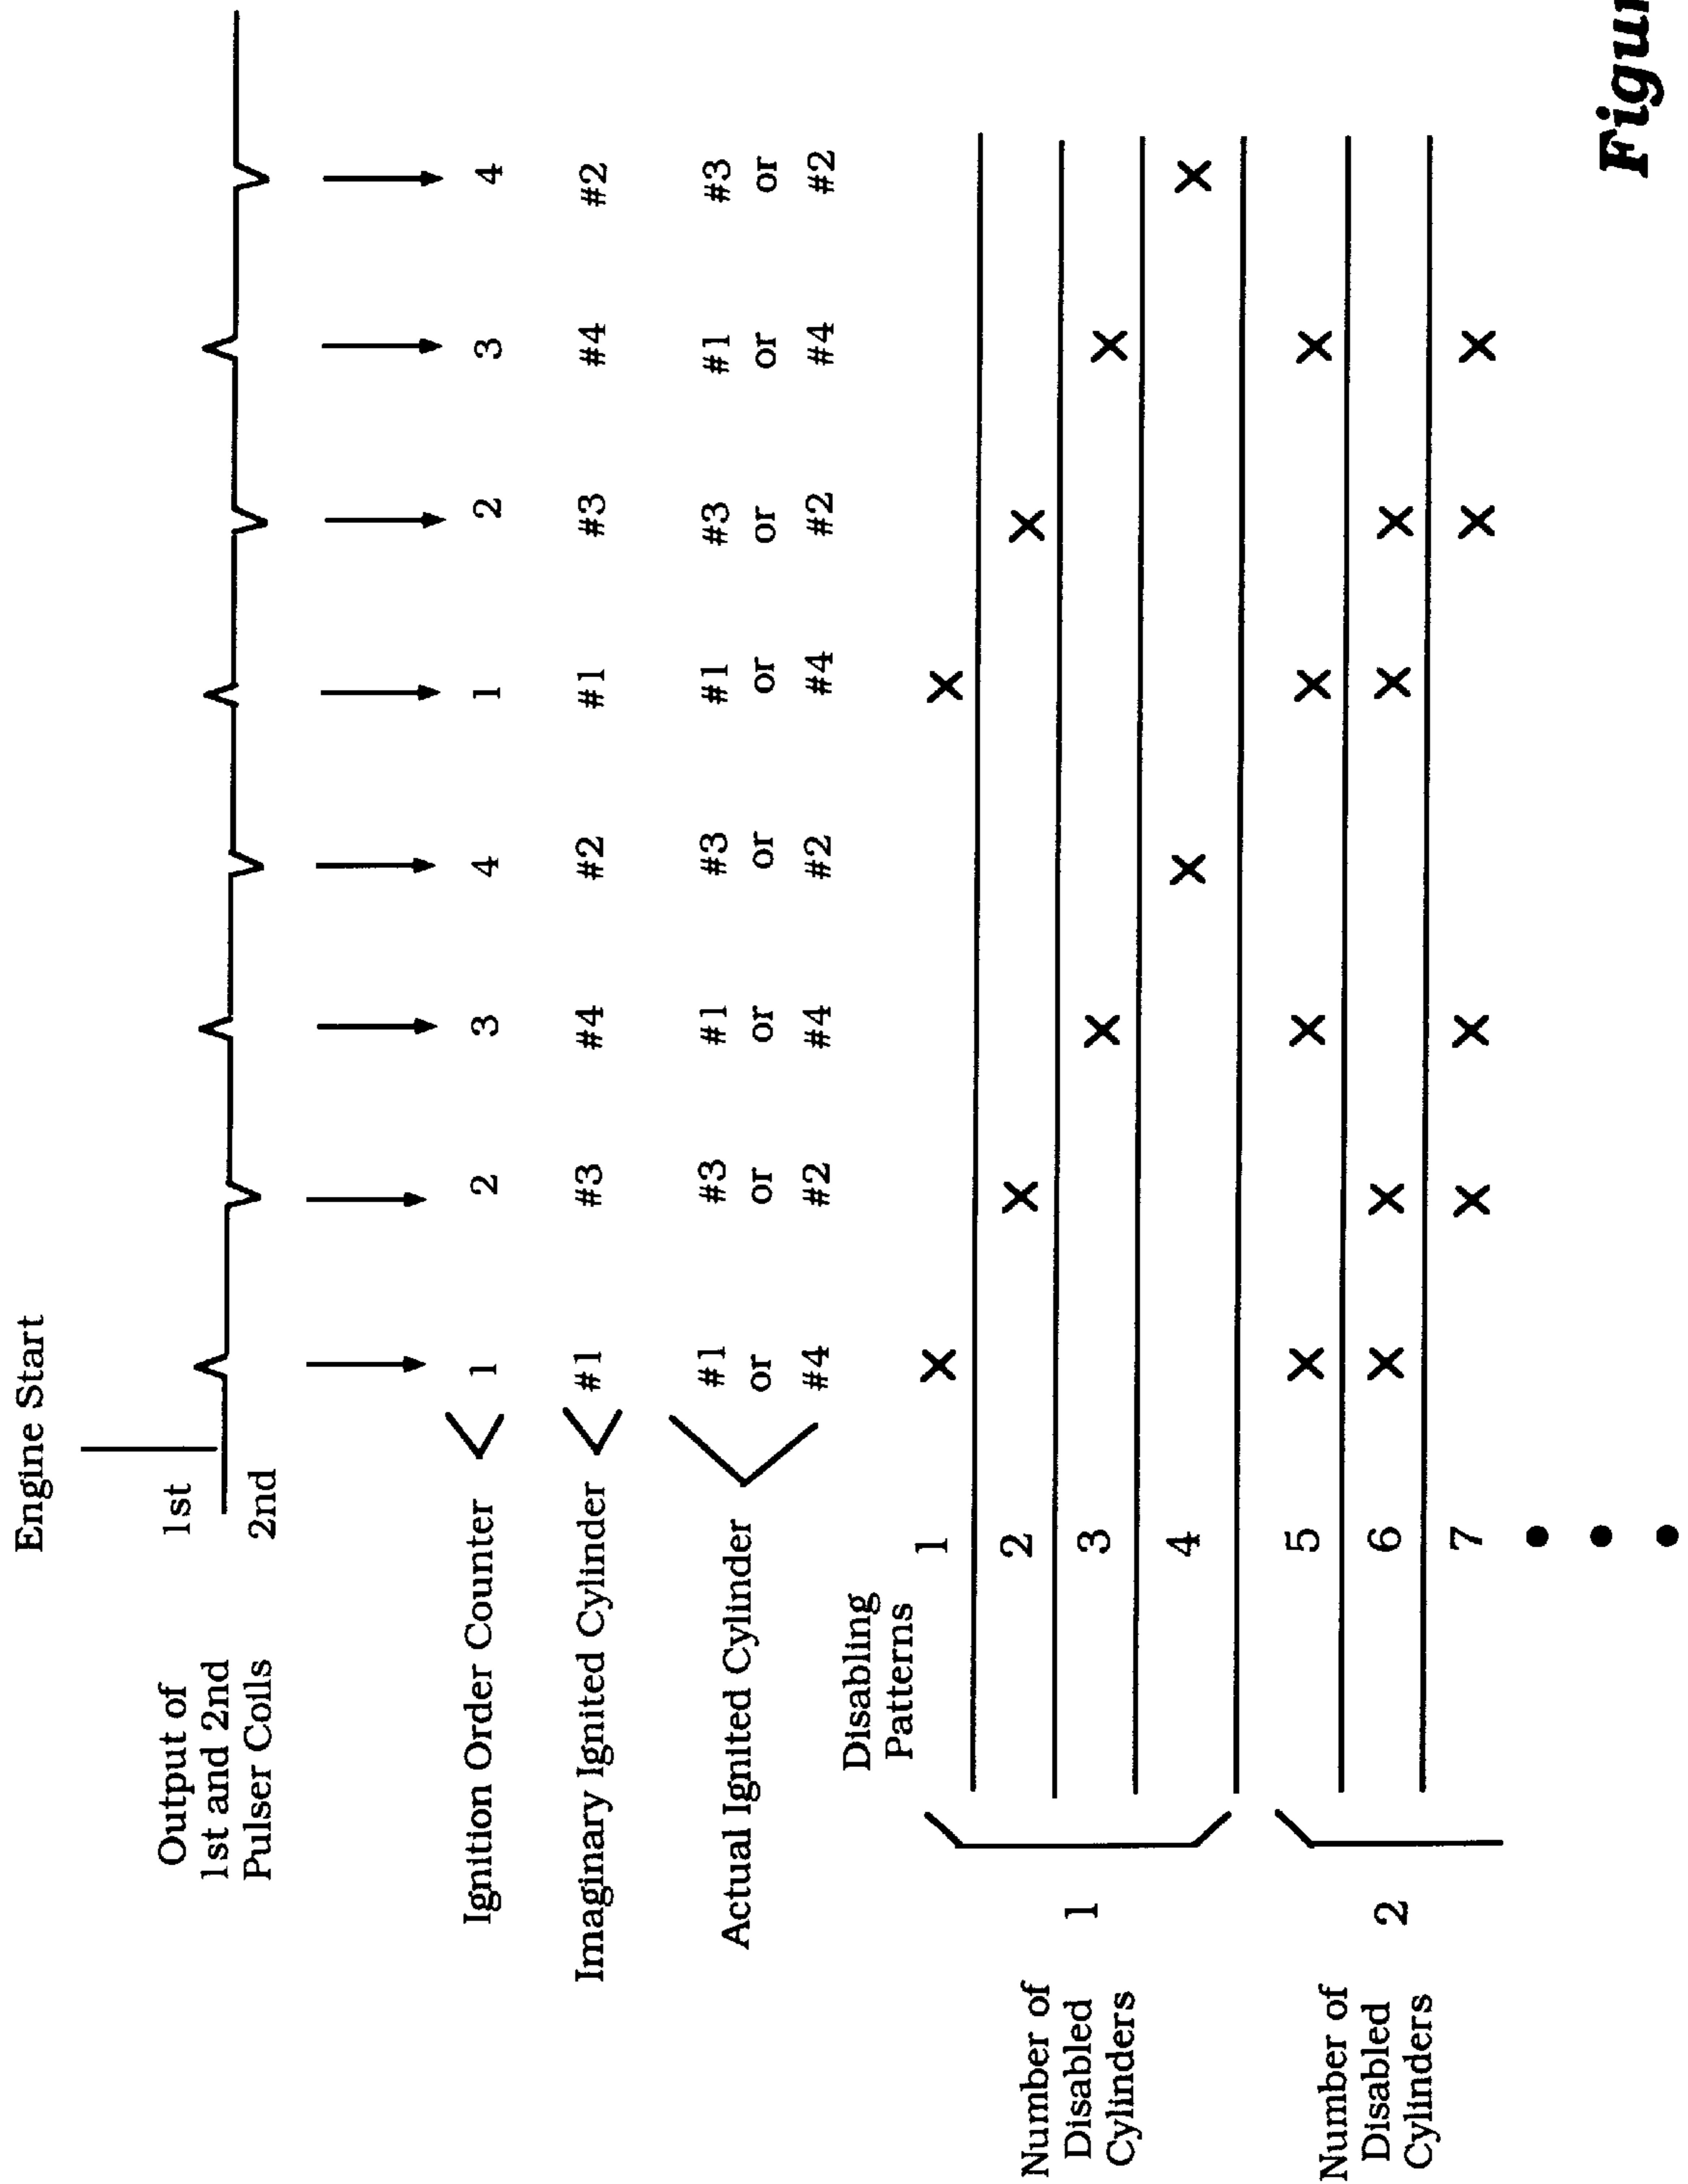 Engine Start
Output of
1st and 2nd
Pulser Coils
1st
2nd
Ignition Order Counter 1 2 3 4 1 2 3 4
Imaginary Ignited Cylinder #1 #3 #4 #2 #1 #3 #4 #2
Actual Ignited Cylinder
#1 #3 #1 #3 #1 #3 #1 #3
or or or or or or or or
#4 #2 #4 #2 #4 #2 #4 #2
Disabling
Patterns
Number of
Disabled
Cylinders
1
1 X X
2 X X
3 X X
4 X X
Number of
Disabled
Cylinders
2
5 X X X X
6 X X X X
7 X X X X